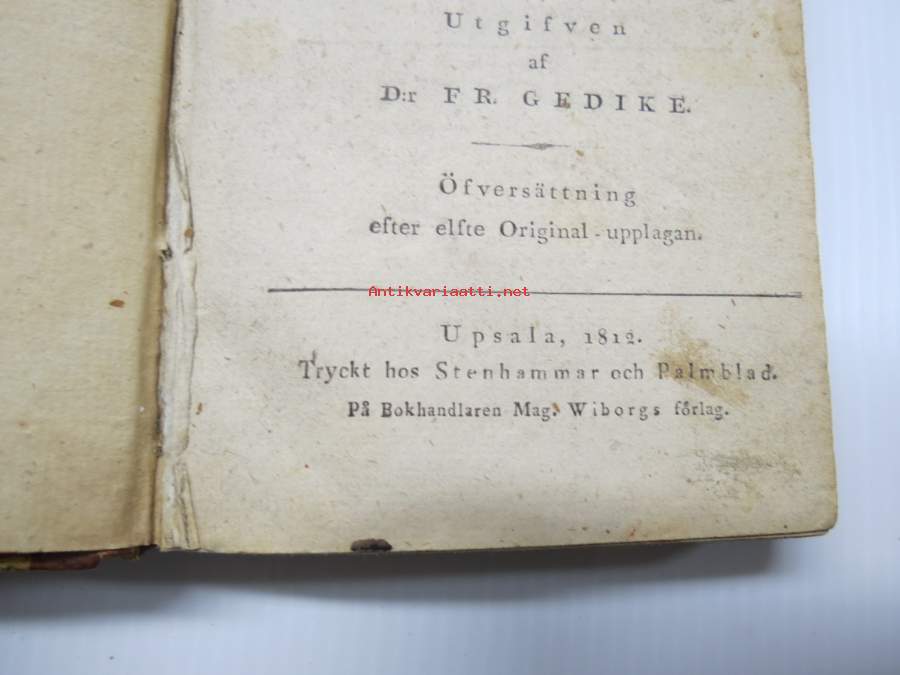 Utgifven
af
D:r FR. GEDIKE.
Öfversättning
efter elfte Original-upplagan.
Antikvariaatti.net
Upsala, 1812.
Tryckt hos Stenhammar och Palmblad.
På Bokhandlaren Mag. Wiborgs förlag.